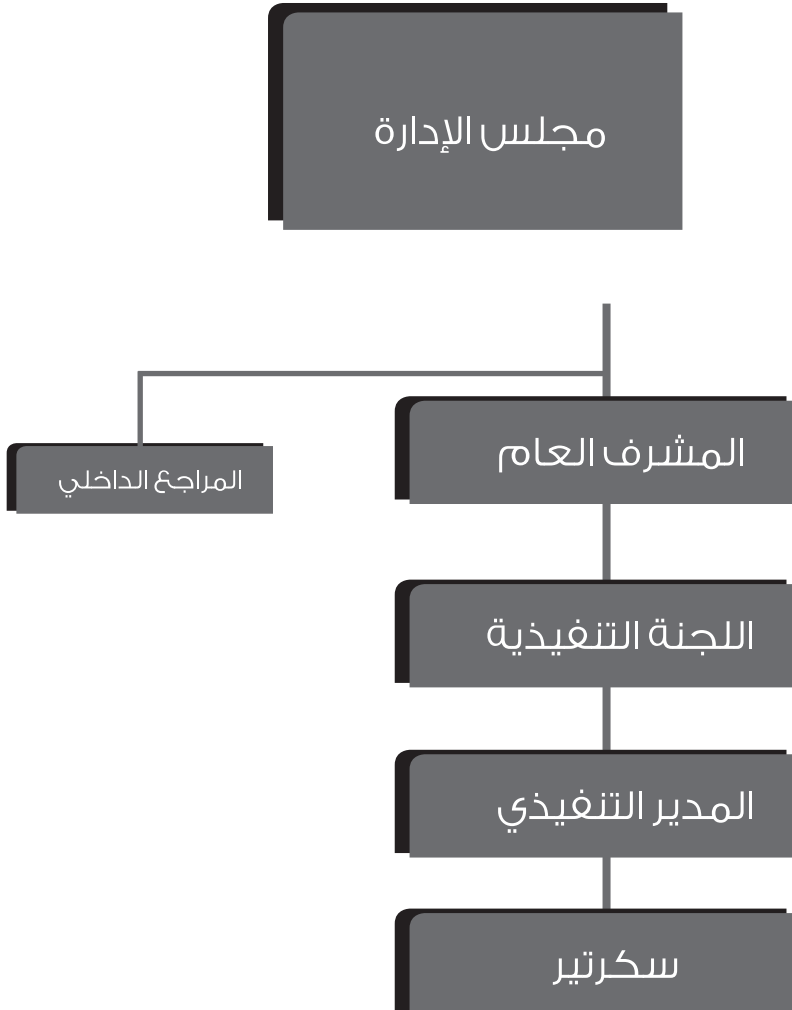 مجلس الإدارة
المشرف العام
المراجع الداخلي
اللجنة التنفيذية
المدير التنفيذي
سكرتير